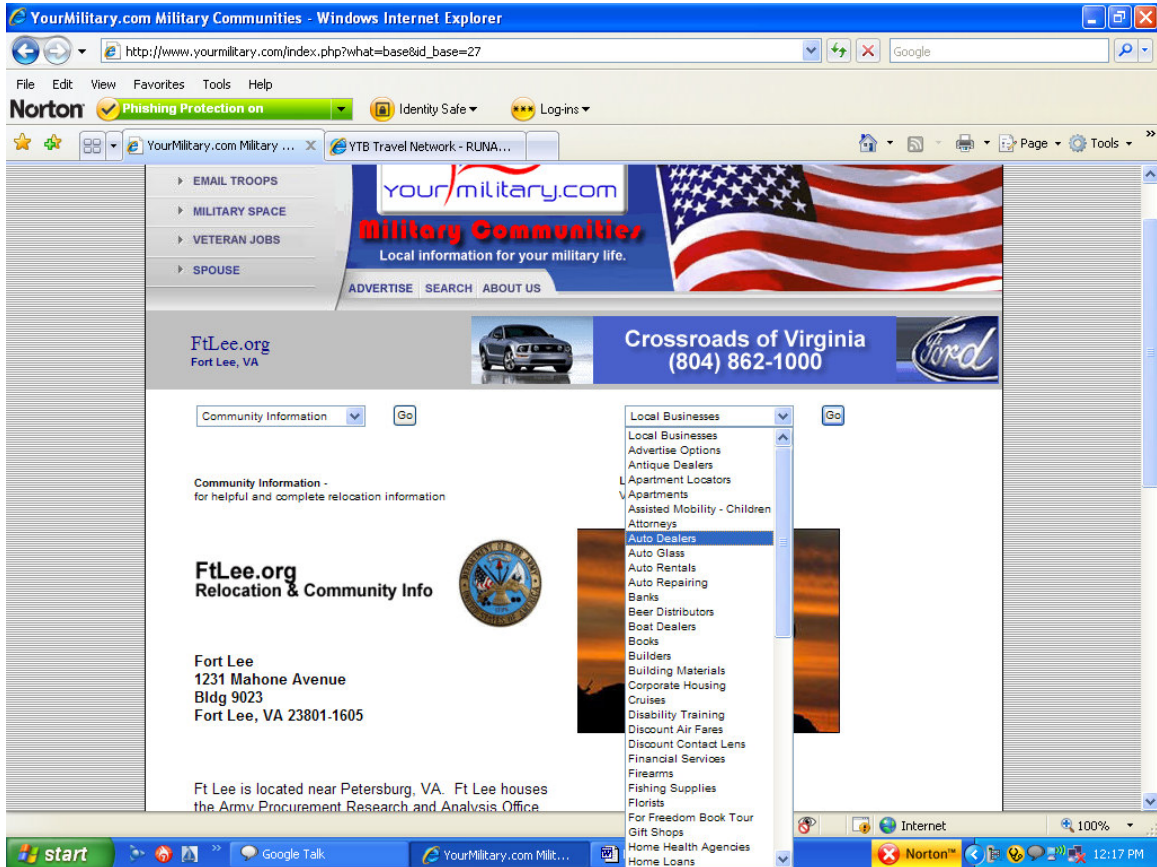 YourMilitary.com Military Communities - Windows Internet Explorer
http://www.yourmilitary.com/index.php?what=base&id_base=27
Google
File Edit View Favorites Tools Help
Norton Phishing Protection on Identity Safe Log-ins
YourMilitary.com Military ... X YTB Travel Network - RUNA...
Page Tools »
EMAIL TROOPS
MILITARY SPACE
VETERAN JOBS
SPOUSE
your military.com
Military Communities
Local information for your military life.
ADVERTISE SEARCH ABOUT US
FtLee.org
Fort Lee, VA
Crossroads of Virginia
(804) 862-1000
Ford
Community Information Go
Local Businesses Go
Community Information -
for helpful and complete relocation information
Local Businesses
Advertise Options
Antique Dealers
Apartment Locators
Apartments
Assisted Mobility - Children
Attorneys
Auto Dealers
Auto Glass
Auto Rentals
Auto Repairing
Banks
Beer Distributors
Boat Dealers
Books
Builders
Building Materials
Corporate Housing
Cruises
Disability Training
Discount Air Fares
Discount Contact Lens
Financial Services
Firearms
Fishing Supplies
Florists
For Freedom Book Tour
Gift Shops
Home Health Agencies
Home Loans
FtLee.org
Relocation & Community Info
Fort Lee
1231 Mahone Avenue
Bldg 9023
Fort Lee, VA 23801-1605
Ft Lee is located near Petersburg, VA. Ft Lee houses
the Army Procurement Research and Analysis Office
Internet 100%
start » Google Talk YourMilitary.com Milit... Norton™ 12:17 PM